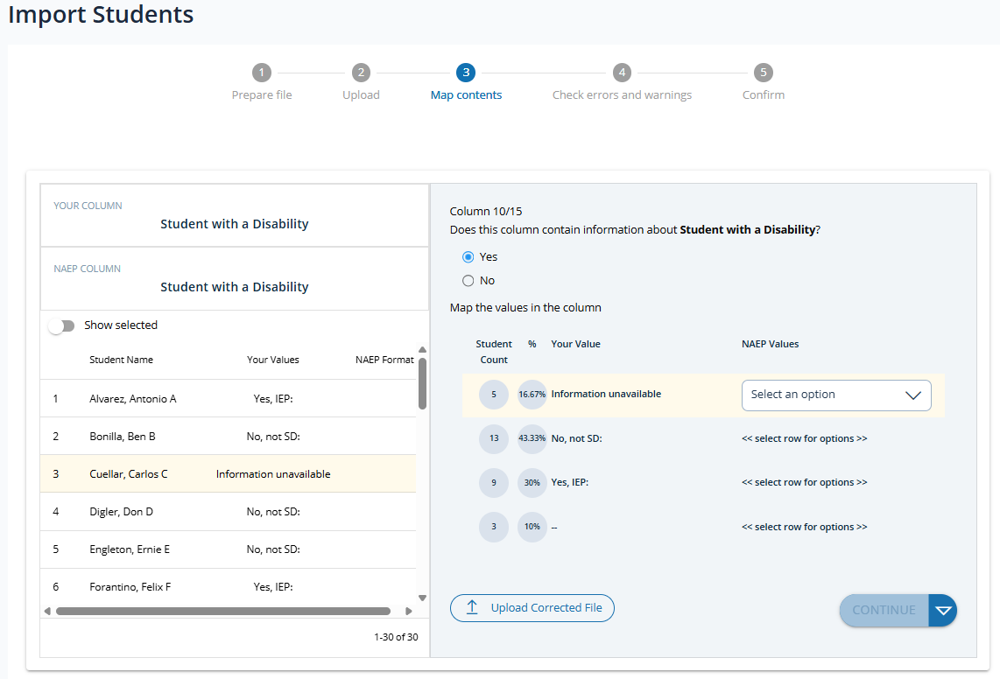 Import Students
1 2 3 4 5
Prepare file Upload Map contents Check errors and warnings Confirm
YOUR COLUMN
Student with a Disability
NAEP COLUMN
Student with a Disability
Show selected
Student Name Your Values NAEP Format
1 Alvarez, Antonio A Yes, IEP:
2 Bonilla, Ben B No, not SD:
3 Cuellar, Carlos C Information unavailable
4 Digler, Don D No, not SD:
5 Engleton, Ernie E No, not SD:
6 Forantino, Felix F Yes, IEP:
1-30 of 30
Column 10/15
Does this column contain information about Student with a Disability?
Yes
No
Map the values in the column
Student Count % Your Value NAEP Values
5 16.67% Information unavailable Select an option
13 43.33% No, not SD: << select row for options >>
9 30% Yes, IEP: << select row for options >>
3 10% -- << select row for options >>
Upload Corrected File CONTINUE